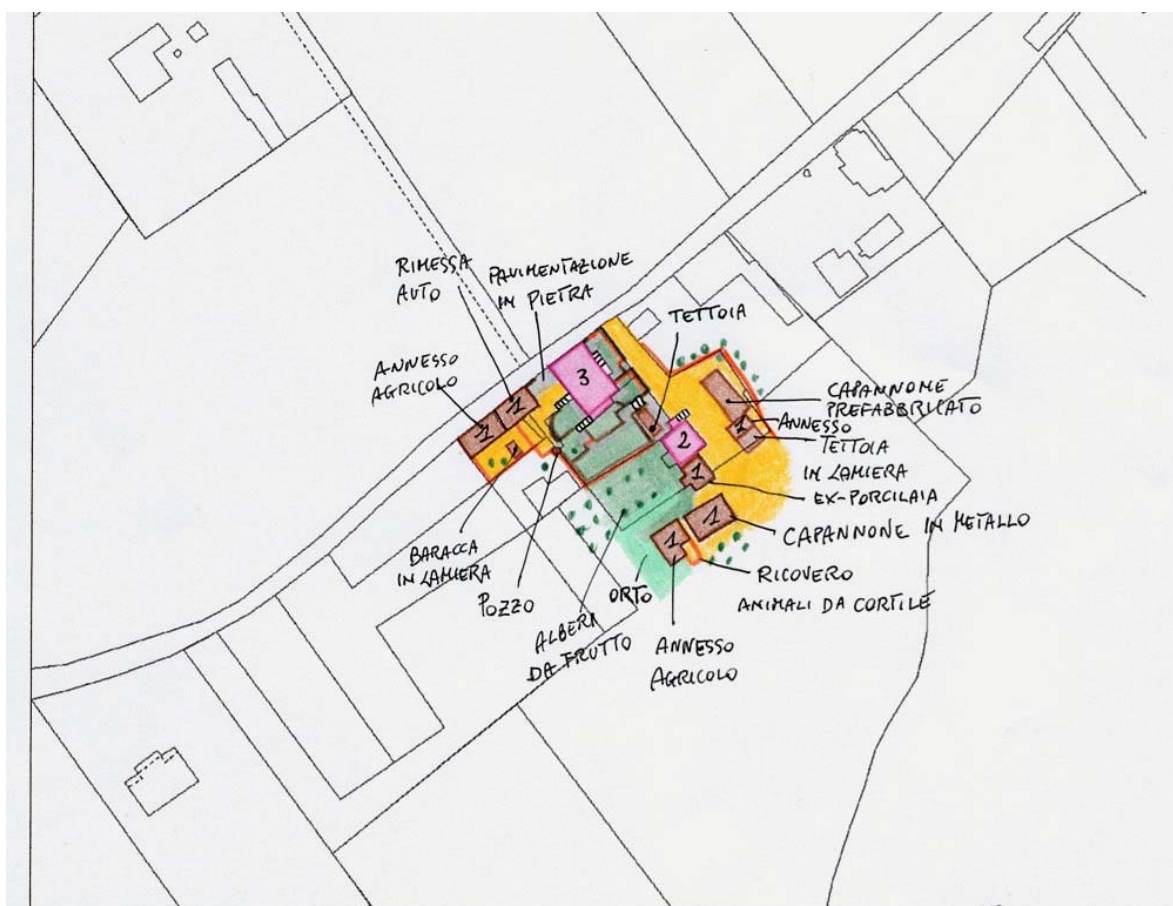 RIMESSA
AUTO
PAVIMENTAZIONE
IN PIETRA
TETTOIA
ANNESSO
AGRICOLO
3
1
1
2
1
1
1
1
CAPANNONE
PREFABBRICATO
ANNESSO
TETTOIA
IN LAMIERA
EX-PORCILAIA
CAPANNONE IN METALLO
RICOVERO
ANIMALI DA CORTILE
BARACCA
IN LAMIERA
POZZO
ORTO
ALBERI
DA FRUTTO
ANNESSO
AGRICOLO